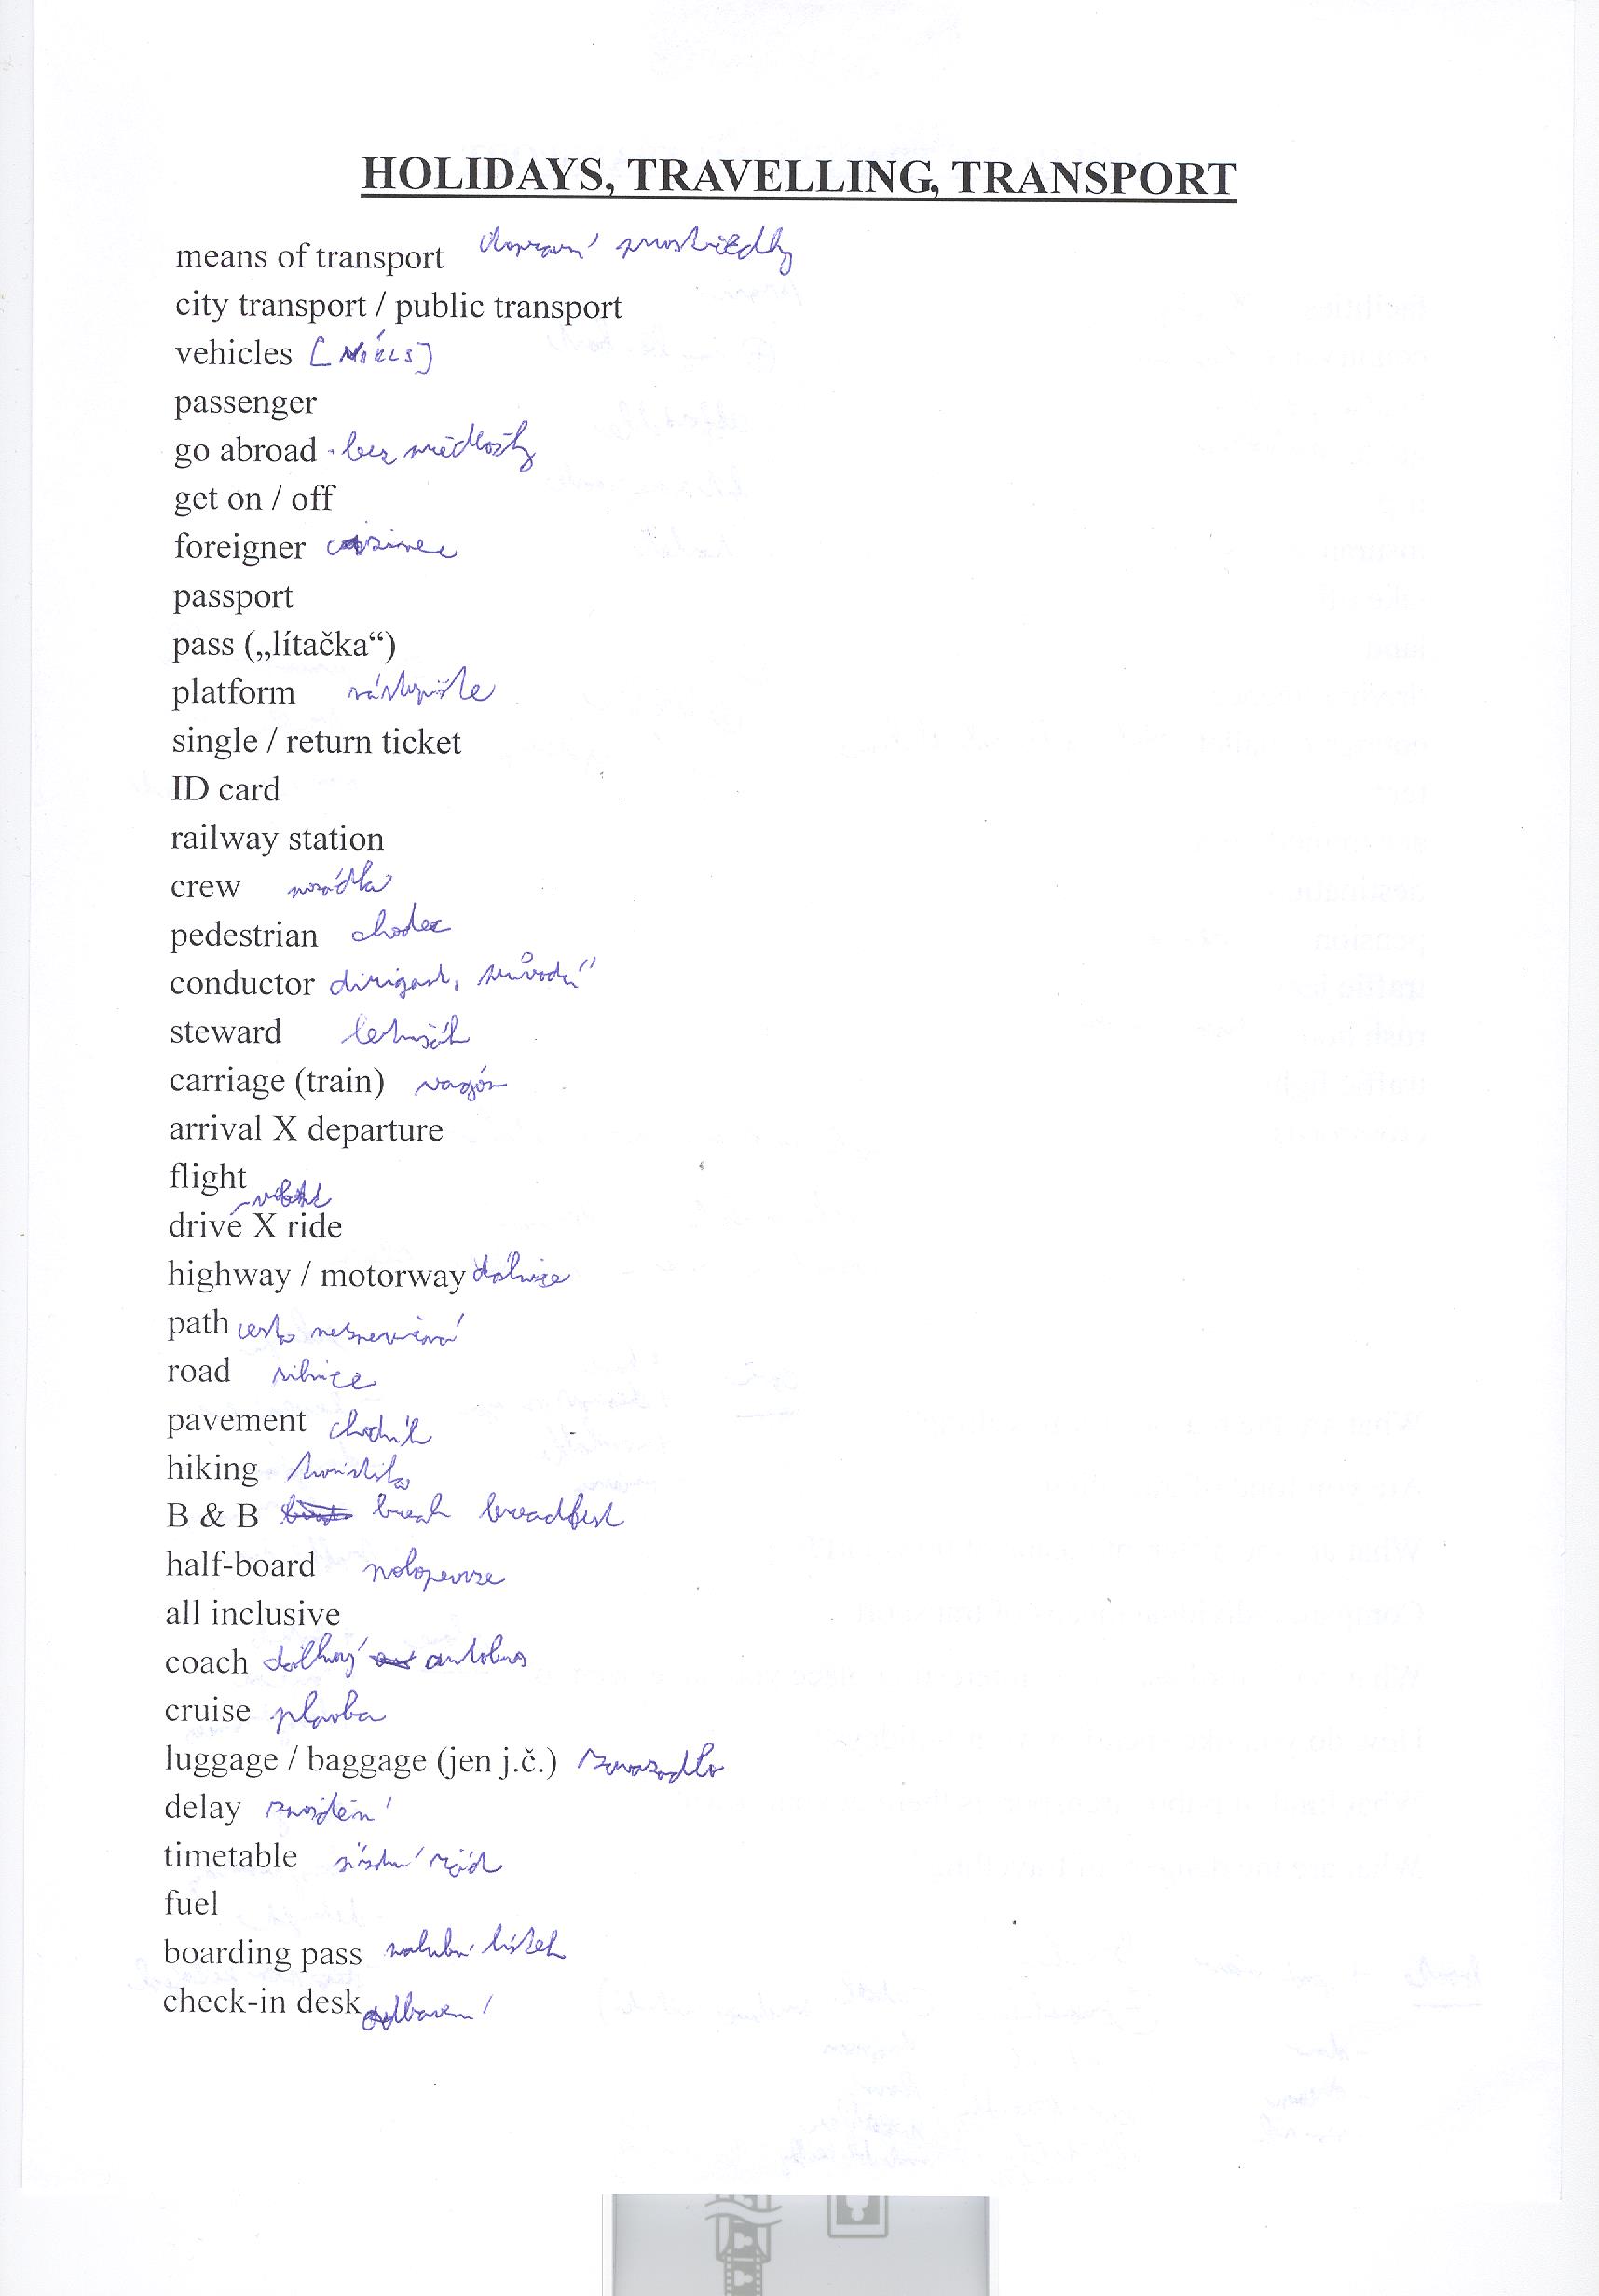 HOLIDAYS, TRAVELLING, TRANSPORT
means of transport dopravní prostředky
city transport / public transport
vehicles
passenger
go abroad - bez předložky
get on / off
foreigner cizinec
passport
pass („lítačka“)
platform nástupiště
single / return ticket
ID card
railway station
crew posádka
pedestrian chodec
conductor dirigent, průvodčí
steward letušák
carriage (train) vagón
arrival X departure
flight
drive X ride
highway / motorway dálnice
path cesta nezpevněná
road silnice
pavement chodník
hiking turistika
B & B break breadfest
half-board polopenze
all inclusive
coach dálkový autobus
cruise plavba
luggage / baggage (jen j.č.) zavazadlo
delay zpoždění
timetable jízdní řád
fuel
boarding pass palubní lístek
check-in desk odbavení